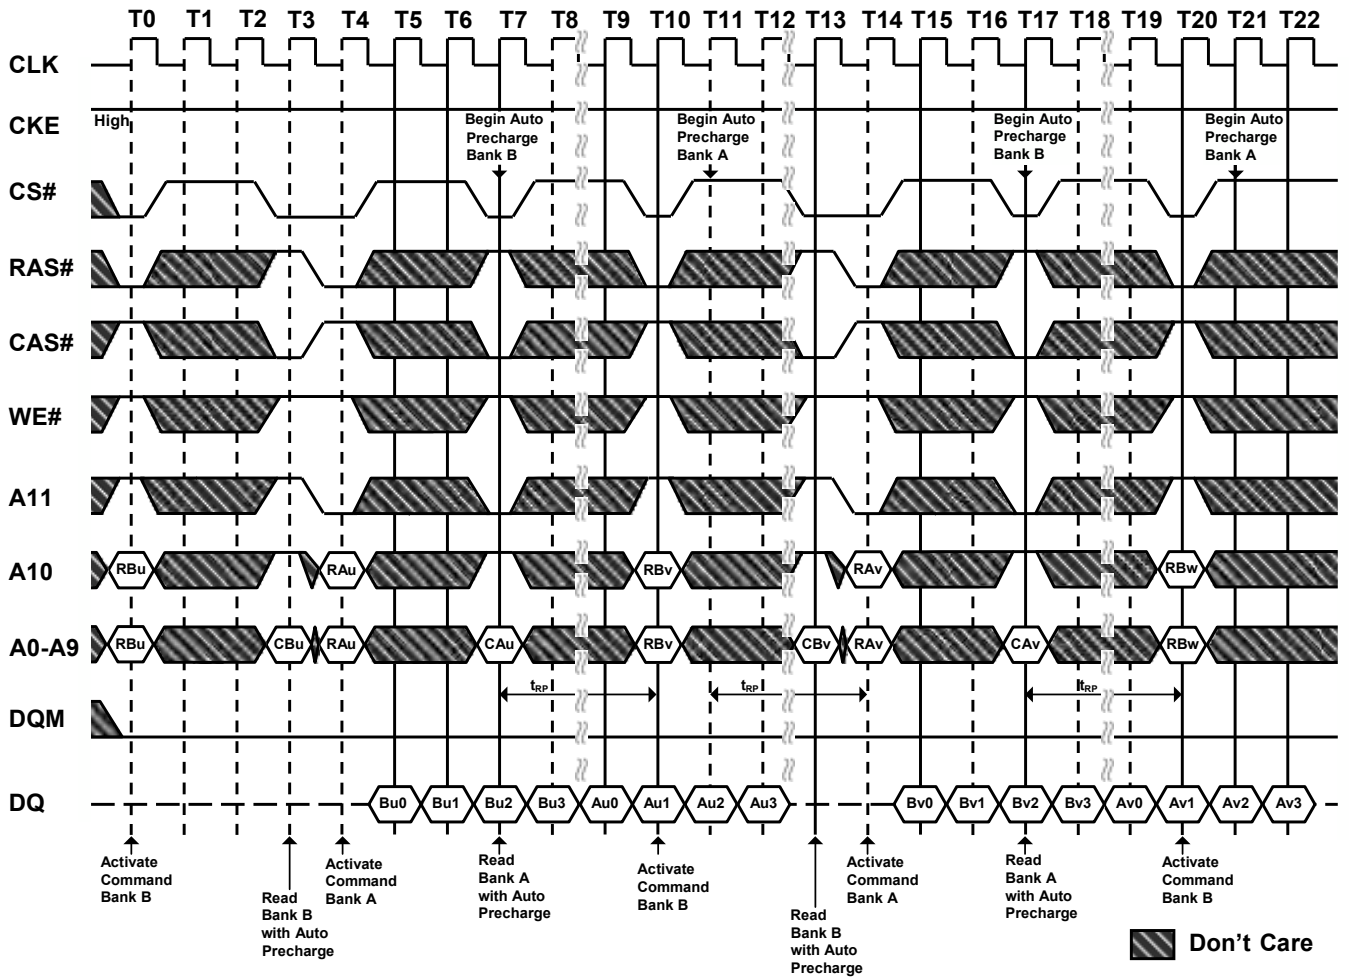 T0 T1 T2 T3 T4 T5 T6 T7 T8 T9 T10 T11 T12 T13 T14 T15 T16 T17 T18 T19 T20 T21 T22
CLK
CKE
High
Begin Auto
Precharge
Bank B
Begin Auto
Precharge
Bank A
Begin Auto
Precharge
Bank B
Begin Auto
Precharge
Bank A
CS#
RAS#
CAS#
WE#
A11
A10
RBu RAu RBv RAv RBw
A0-A9
RBu CBu RAu CAu RBv CBv RAv CAv RBw
tRP tRP tRP
DQM
DQ
Bu0 Bu1 Bu2 Bu3 Au0 Au1 Au2 Au3 Bv0 Bv1 Bv2 Bv3 Av0 Av1 Av2 Av3
Activate
Command
Bank B
Read
Bank B
with Auto
Precharge
Activate
Command
Bank A
Read
Bank A
with Auto
Precharge
Activate
Command
Bank B
Read
Bank B
with Auto
Precharge
Activate
Command
Bank A
Read
Bank A
with Auto
Precharge
Activate
Command
Bank B
Don't Care